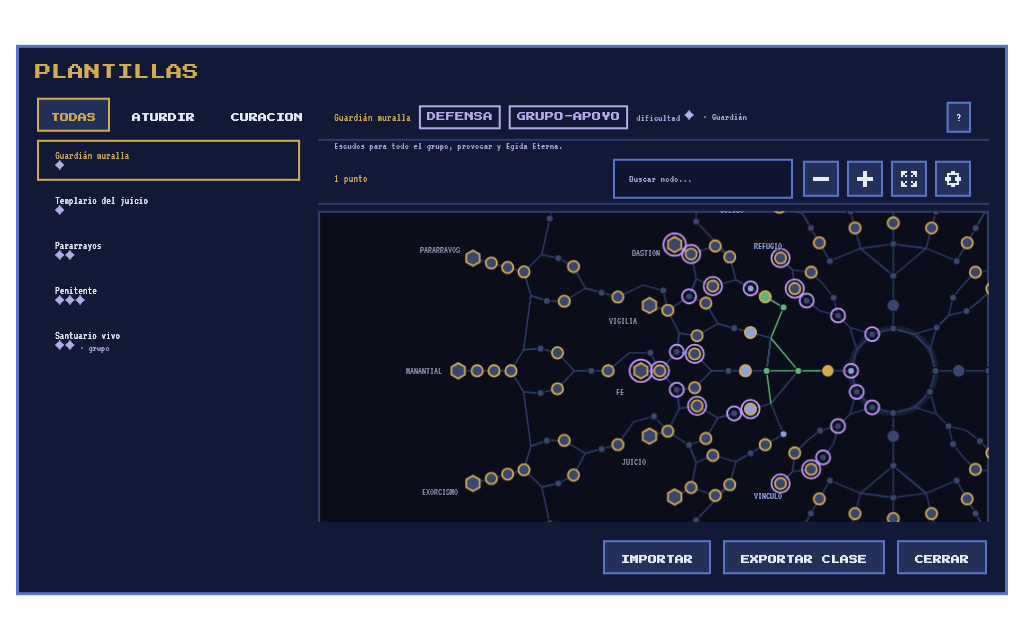 PLANTILLAS
TODAS
ATURDIR
CURACION
Guardián muralla
DEFENSA
GRUPO-APOYO
dificultad
· Guardián
?
Escudos para todo el grupo, provocar y Egida Eterna.
1 punto
Buscar nodo...
Guardián muralla
Templario del juicio
Pararrayos
Penitente
Santuario vivo
· grupo
PARARRAYOS
BASTION
REFUGIO
VIGILIA
MANANTIAL
FE
JUICIO
EXORCISMO
VINCULO
IMPORTAR
EXPORTAR CLASE
CERRAR